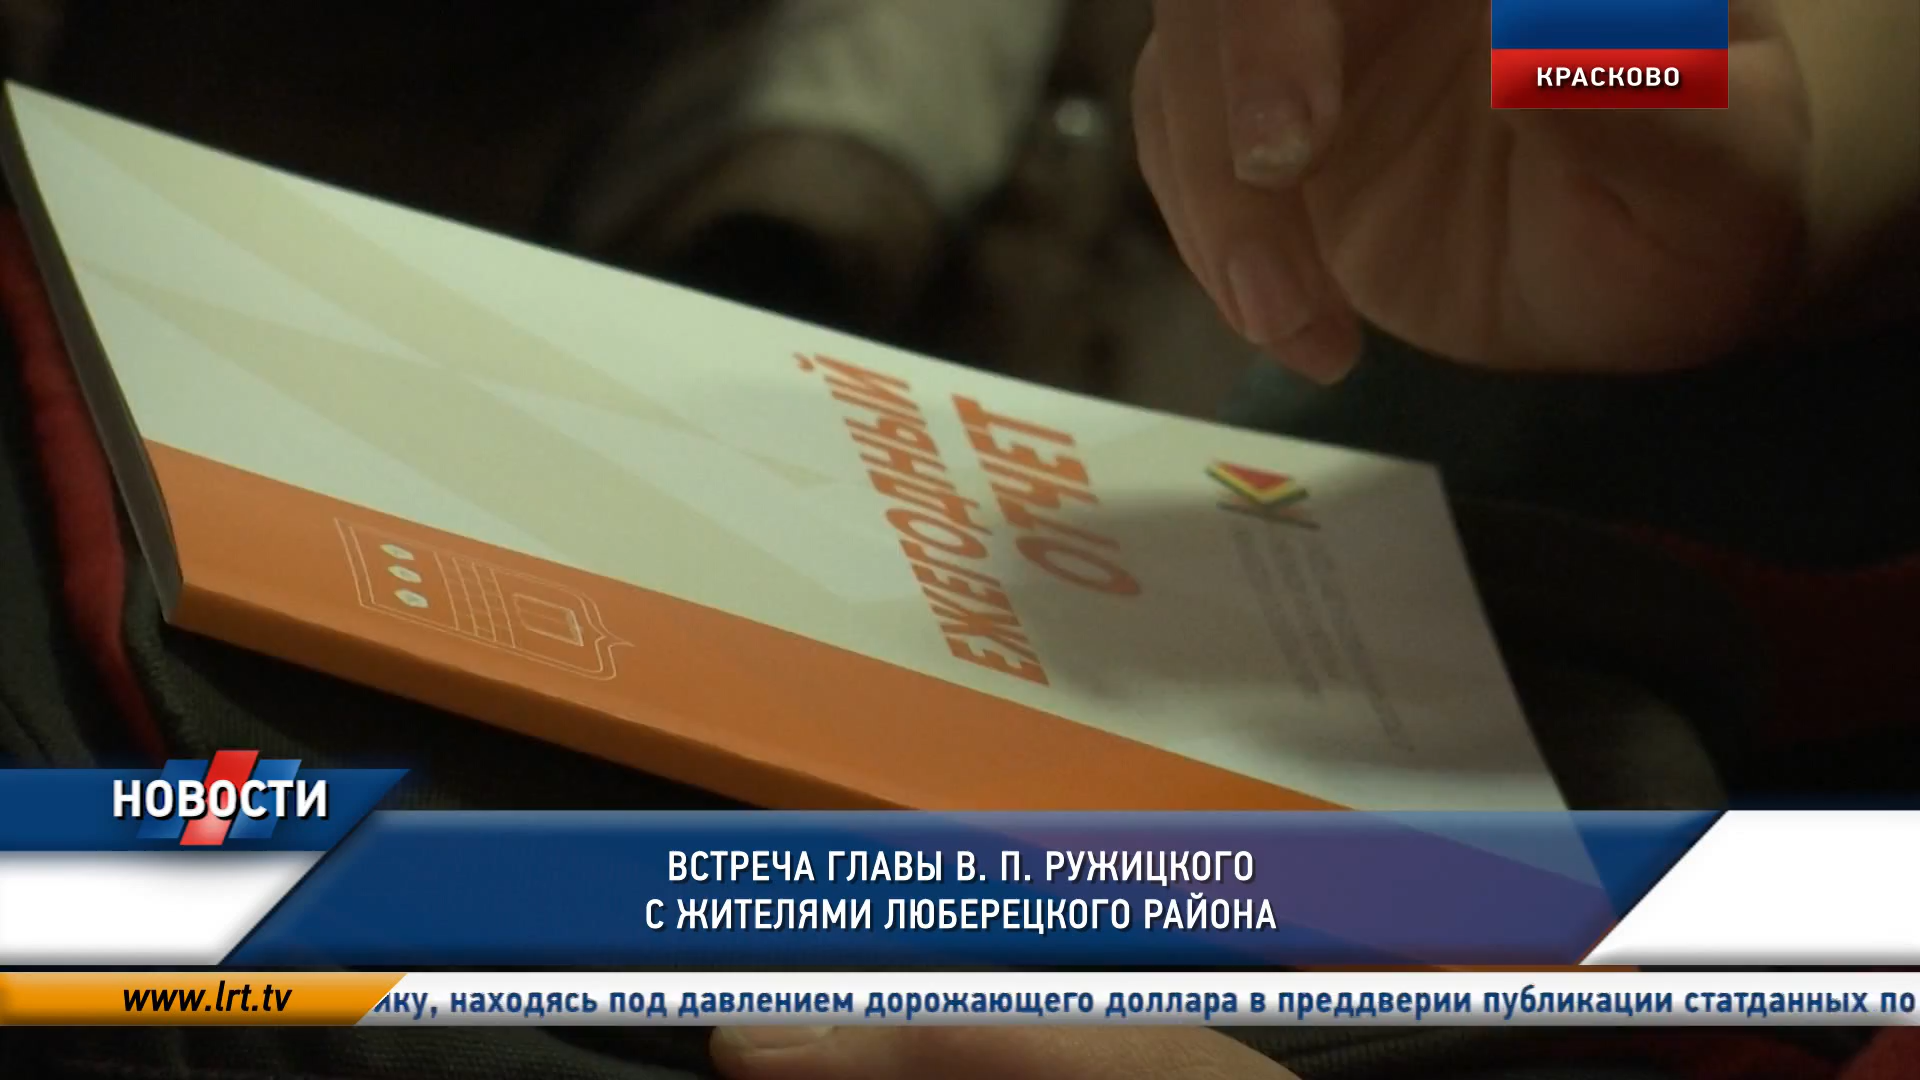 КРАСКОВО
ЕЖЕГОДНЫЙ
ОТЧЕТ
НОВОСТИ
ВСТРЕЧА ГЛАВЫ В. П. РУЖИЦКОГО
С ЖИТЕЛЯМИ ЛЮБЕРЕЦКОГО РАЙОНА
www.lrt.tv
йку, находясь под давлением дорожающего доллара в преддверии публикации статданных по